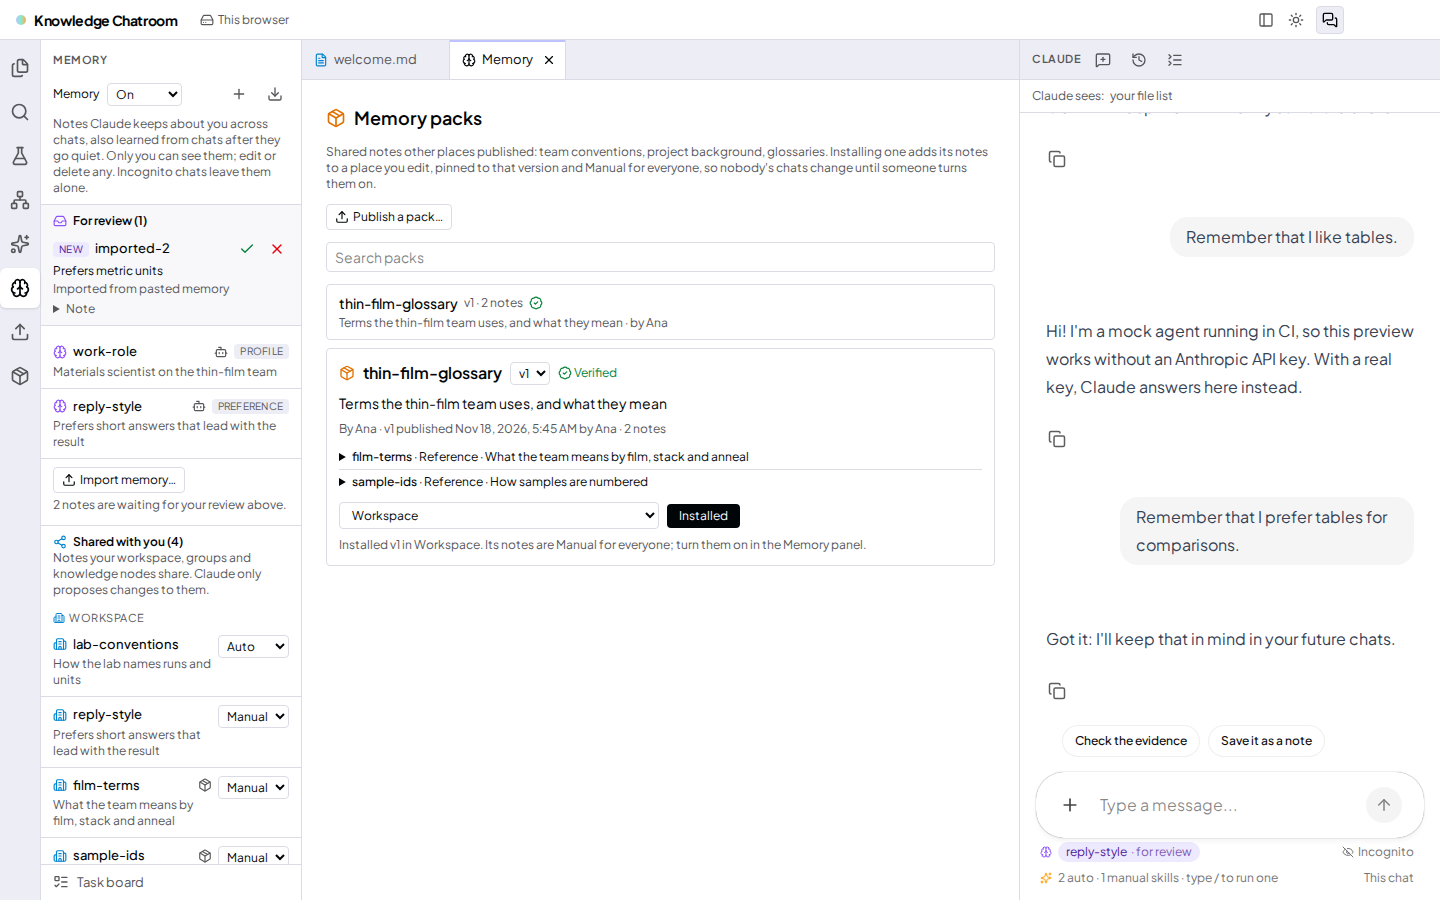 Knowledge Chatroom
This browser
MEMORY
Memory
On
Notes Claude keeps about you across
chats, also learned from chats after they
go quiet. Only you can see them; edit or
delete any. Incognito chats leave them
alone.
For review (1)
NEW imported-2
Prefers metric units
Imported from pasted memory
Note
work-role
PROFILE
Materials scientist on the thin-film team
reply-style
PREFERENCE
Prefers short answers that lead with the
result
Import memory...
2 notes are waiting for your review above.
Shared with you (4)
Notes your workspace, groups and
knowledge nodes share. Claude only
proposes changes to them.
WORKSPACE
lab-conventions
Auto
How the lab names runs and
units
reply-style
Manual
Prefers short answers that
lead with the result
film-terms
Manual
What the team means by
film, stack and anneal
sample-ids
Manual
Task board
welcome.md
Memory
Memory packs
Shared notes other places published: team conventions, project background, glossaries. Installing one adds its notes
to a place you edit, pinned to that version and Manual for everyone, so nobody's chats change until someone turns
them on.
Publish a pack...
Search packs
thin-film-glossary v1 · 2 notes
Terms the thin-film team uses, and what they mean · by Ana
thin-film-glossary
v1
Verified
Terms the thin-film team uses, and what they mean
By Ana · v1 published Nov 18, 2026, 5:45 AM by Ana · 2 notes
film-terms · Reference · What the team means by film, stack and anneal
sample-ids · Reference · How samples are numbered
Workspace
Installed
Installed v1 in Workspace. Its notes are Manual for everyone; turn them on in the Memory panel.
CLAUDE
Claude sees: your file list
Remember that I like tables.
Hi! I'm a mock agent running in CI, so this preview
works without an Anthropic API key. With a real
key, Claude answers here instead.
Remember that I prefer tables for
comparisons.
Got it: I'll keep that in mind in your future chats.
Check the evidence
Save it as a note
Type a message...
reply-style · for review
Incognito
2 auto · 1 manual skills · type / to run one
This chat